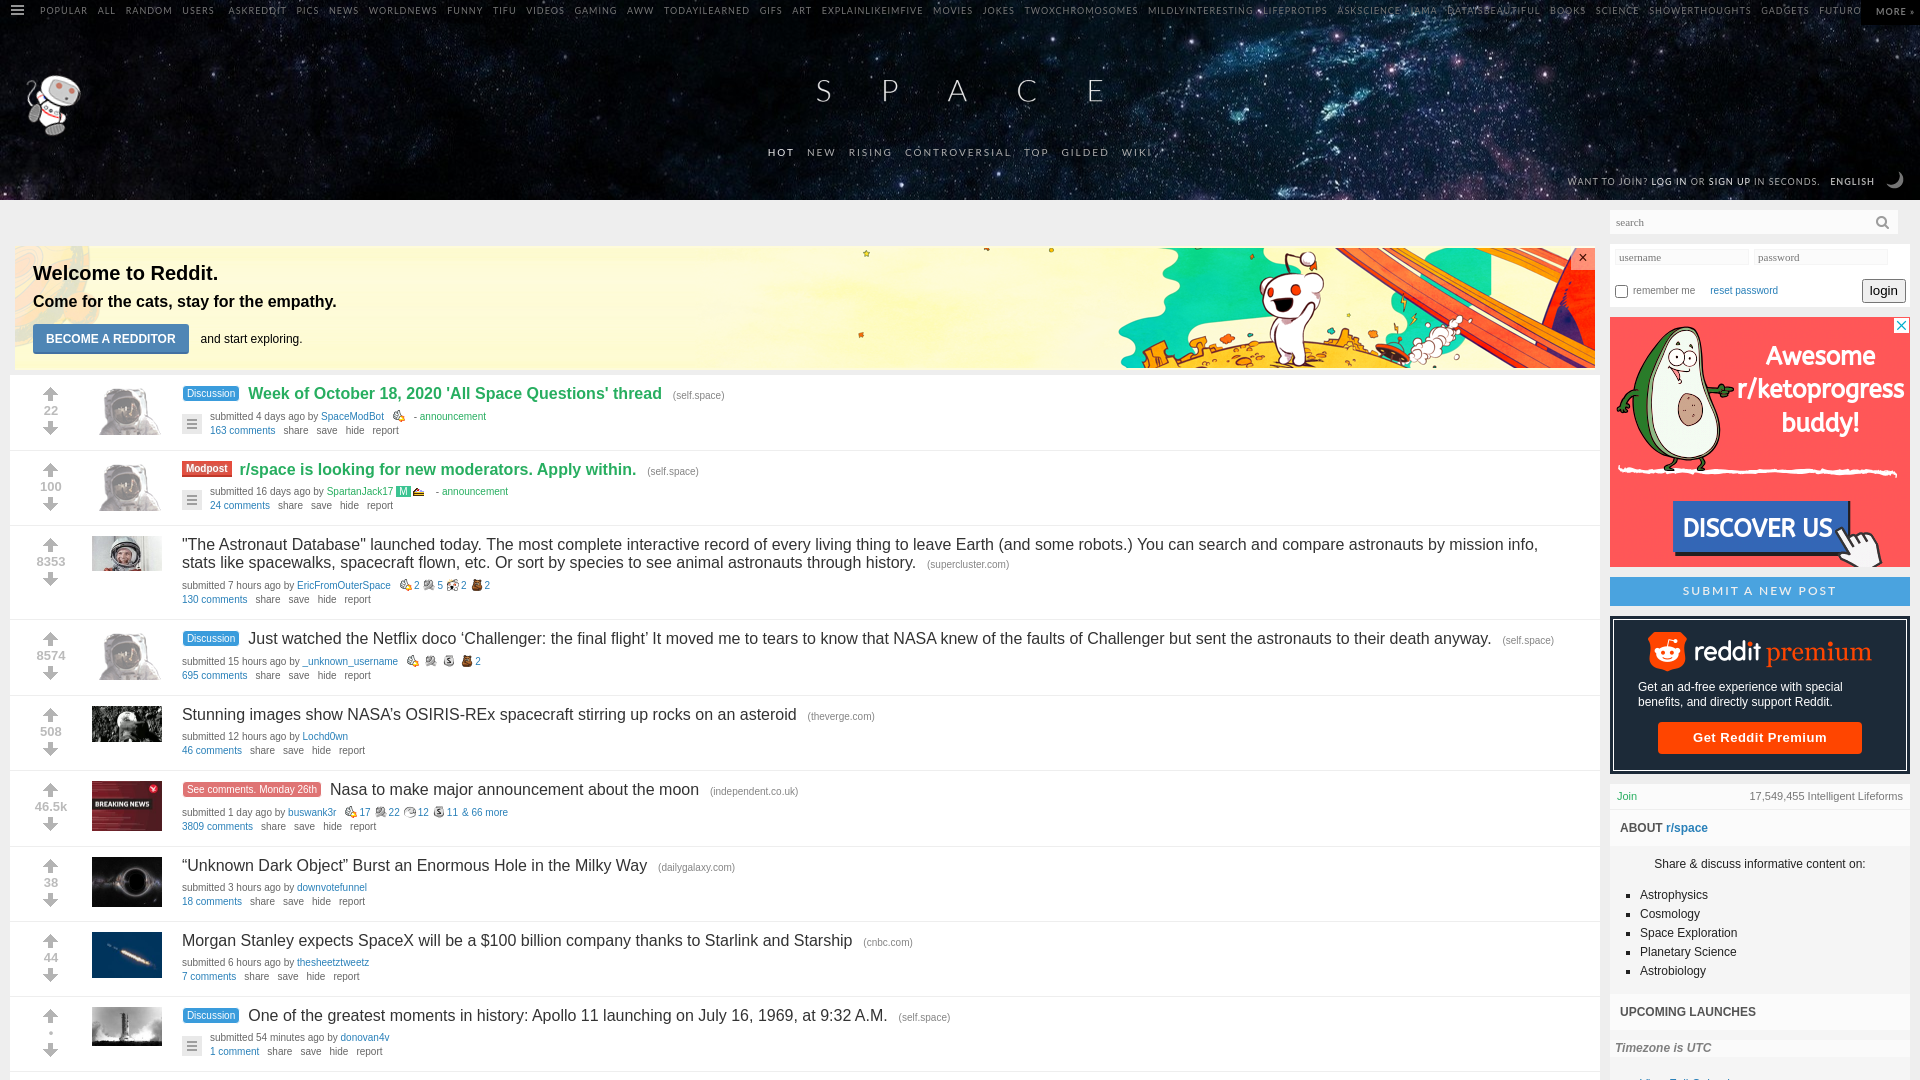 POPULAR ALL RANDOM USERS ASKREDDIT PICS NEWS WORLDNEWS FUNNY TIFU VIDEOS GAMING AWW TODAYILEARNED GIFS ART EXPLAINLIKEIMFIVE MOVIES JOKES TWOXCHROMOSOMES MILDLYINTERESTING LIFEPROTIPS ASKSCIENCE IAMA DATAISBEAUTIFUL BOOKS SCIENCE SHOWERTHOUGHTS GADGETS FUTURO MORE »
SPACE
HOT NEW RISING CONTROVERSIAL TOP GILDED WIKI
WANT TO JOIN? LOG IN OR SIGN UP IN SECONDS. ENGLISH
search
username password
remember me reset password login
Welcome to Reddit. ×
Come for the cats, stay for the empathy.
BECOME A REDDITOR and start exploring.
22
Discussion Week of October 18, 2020 'All Space Questions' thread (self.space)
submitted 4 days ago by SpaceModBot - announcement
163 comments share save hide report
100
Modpost r/space is looking for new moderators. Apply within. (self.space)
submitted 16 days ago by SpartanJack17 M - announcement
24 comments share save hide report
8353
"The Astronaut Database" launched today. The most complete interactive record of every living thing to leave Earth (and some robots.) You can search and compare astronauts by mission info,
stats like spacewalks, spacecraft flown, etc. Or sort by species to see animal astronauts through history. (supercluster.com)
submitted 7 hours ago by EricFromOuterSpace 2 5 2 2
130 comments share save hide report
8574
Discussion Just watched the Netflix doco ‘Challenger: the final flight’ It moved me to tears to know that NASA knew of the faults of Challenger but sent the astronauts to their death anyway. (self.space)
submitted 15 hours ago by _unknown_username 2
695 comments share save hide report
508
Stunning images show NASA’s OSIRIS-REx spacecraft stirring up rocks on an asteroid (theverge.com)
submitted 12 hours ago by Lochd0wn
46 comments share save hide report
46.5k
BREAKING NEWS
See comments. Monday 26th Nasa to make major announcement about the moon (independent.co.uk)
submitted 1 day ago by buswank3r 17 22 12 11 & 66 more
3809 comments share save hide report
38
“Unknown Dark Object” Burst an Enormous Hole in the Milky Way (dailygalaxy.com)
submitted 3 hours ago by downvotefunnel
18 comments share save hide report
44
Morgan Stanley expects SpaceX will be a $100 billion company thanks to Starlink and Starship (cnbc.com)
submitted 6 hours ago by thesheetztweetz
7 comments share save hide report
•
Discussion One of the greatest moments in history: Apollo 11 launching on July 16, 1969, at 9:32 A.M. (self.space)
submitted 54 minutes ago by donovan4v
1 comment share save hide report
Awesome
r/ketoprogress
buddy!
DISCOVER US
SUBMIT A NEW POST
reddit premium
Get an ad-free experience with special
benefits, and directly support Reddit.
Get Reddit Premium
Join 17,549,455 Intelligent Lifeforms
ABOUT r/space
Share & discuss informative content on:
Astrophysics
Cosmology
Space Exploration
Planetary Science
Astrobiology
UPCOMING LAUNCHES
Timezone is UTC